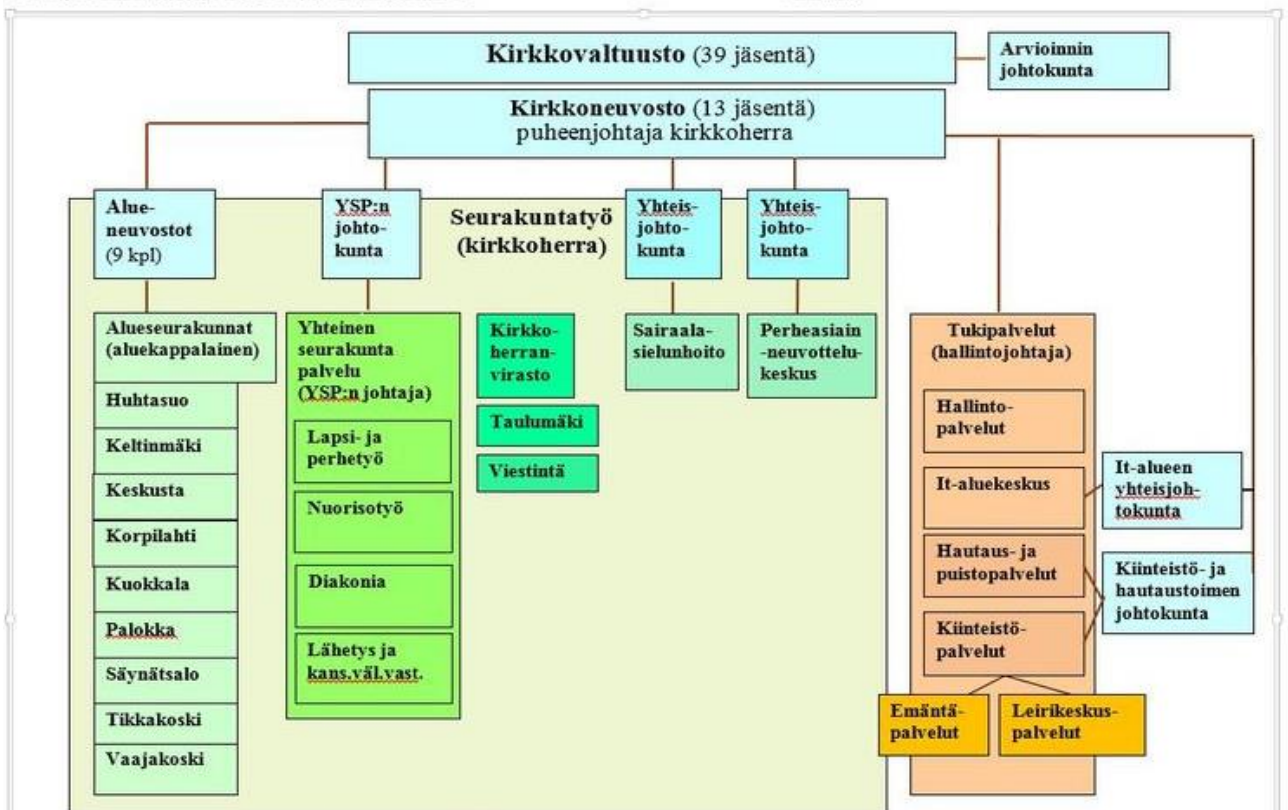 Kirkkovaltuusto (39 jäsentä)
Arvioinnin
johtokunta
Kirkkoneuvosto (13 jäsentä)
puheenjohtaja kirkkoherra
Alue-
neuvostot
(9 kpl)
YSP:n
johto-
kunta
Seurakuntatyö
(kirkkoherra)
Yhteis-
johto-
kunta
Yhteis-
johto-
kunta
Alueseurakunnat
(aluekappalainen)
Huhtasuo
Keltinmäki
Keskusta
Korpilahti
Kuokkala
Palokka
Säynätsalo
Tikkakoski
Vaajakoski
Yhteinen
seurakunta
palvelu
(YSP:n johtaja)
Lapsi- ja
perhetyö
Nuorisotyö
Diakonia
Lähetys ja
kans.väl.vast.
Kirkko-
herran-
virasto
Taulumäki
Viestintä
Sairaala-
sielunhoito
Perheasiain
-neuvottelu-
keskus
Tukipalvelut
(hallintojohtaja)
Hallinto-
palvelut
It-aluekeskus
Hautaus- ja
puistopalvelut
Kiinteistö-
palvelut
Emäntä-
palvelut
Leirikeskus-
palvelut
It-alueen
yhteisjoh-
tokunta
Kiinteistö- ja
hautaustoimen
johtokunta